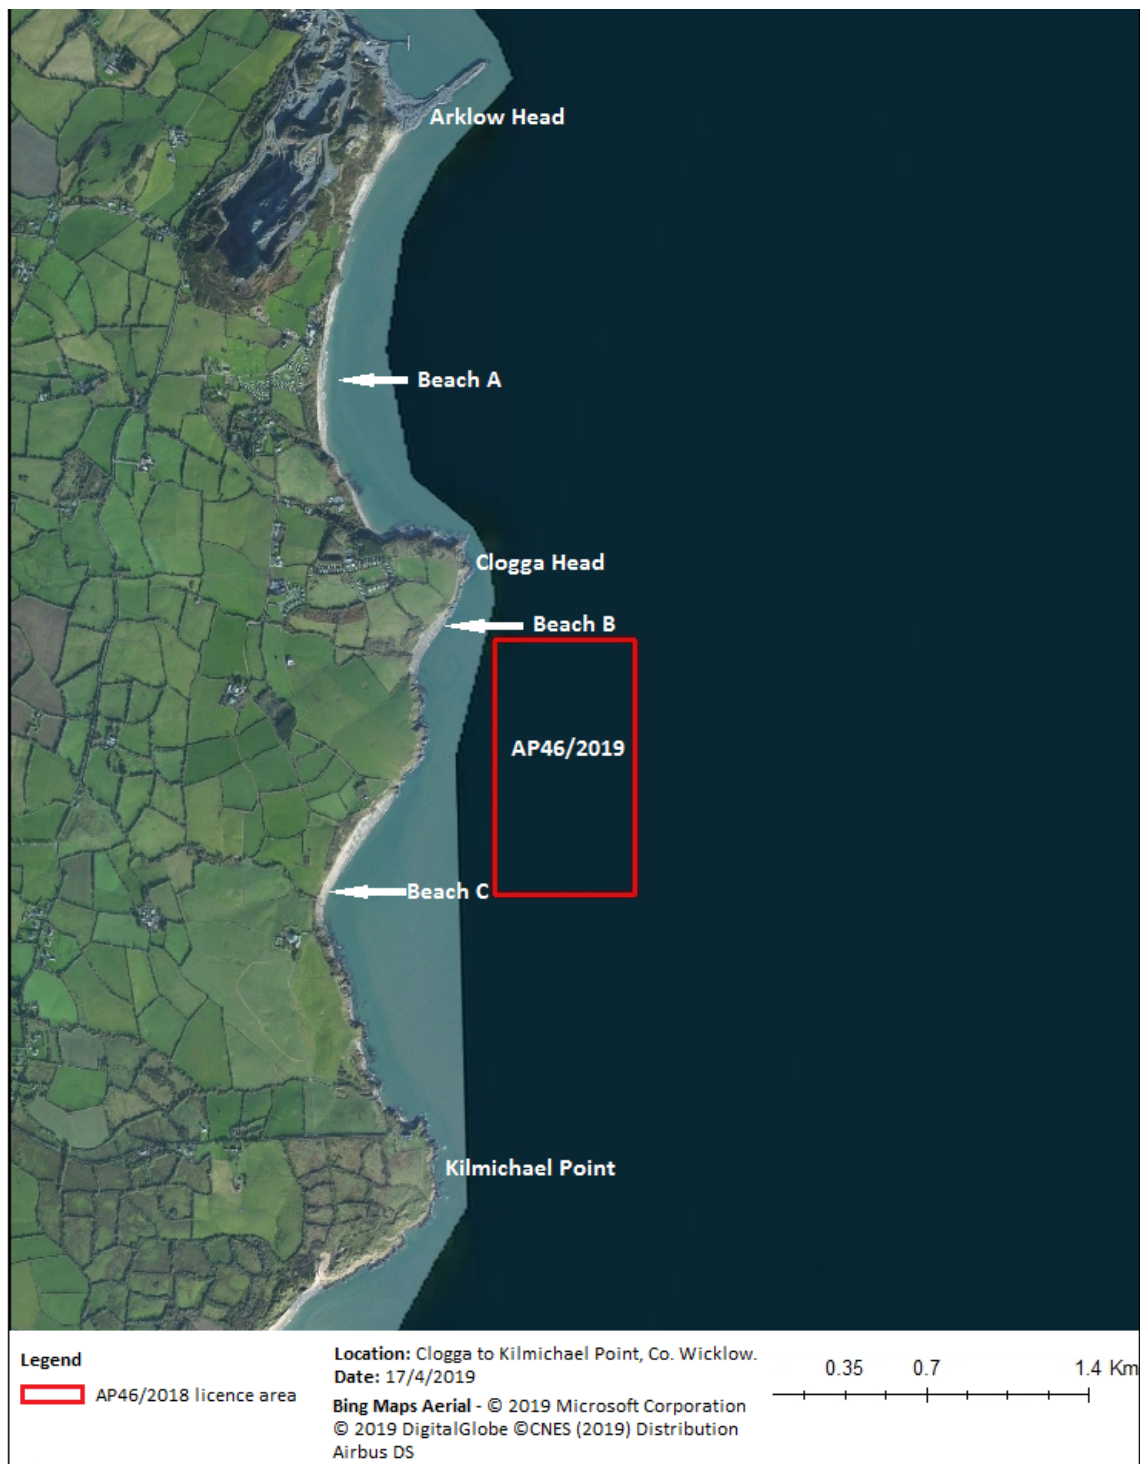 Arklow Head
Beach A
Clogga Head
Beach B
AP46/2019
Beach C
Kilmichael Point
Legend
AP46/2018 licence area
Location: Clogga to Kilmichael Point, Co. Wicklow.
Date: 17/4/2019
Bing Maps Aerial - © 2019 Microsoft Corporation
© 2019 DigitalGlobe ©CNES (2019) Distribution
Airbus DS
0.35 0.7 1.4 Km